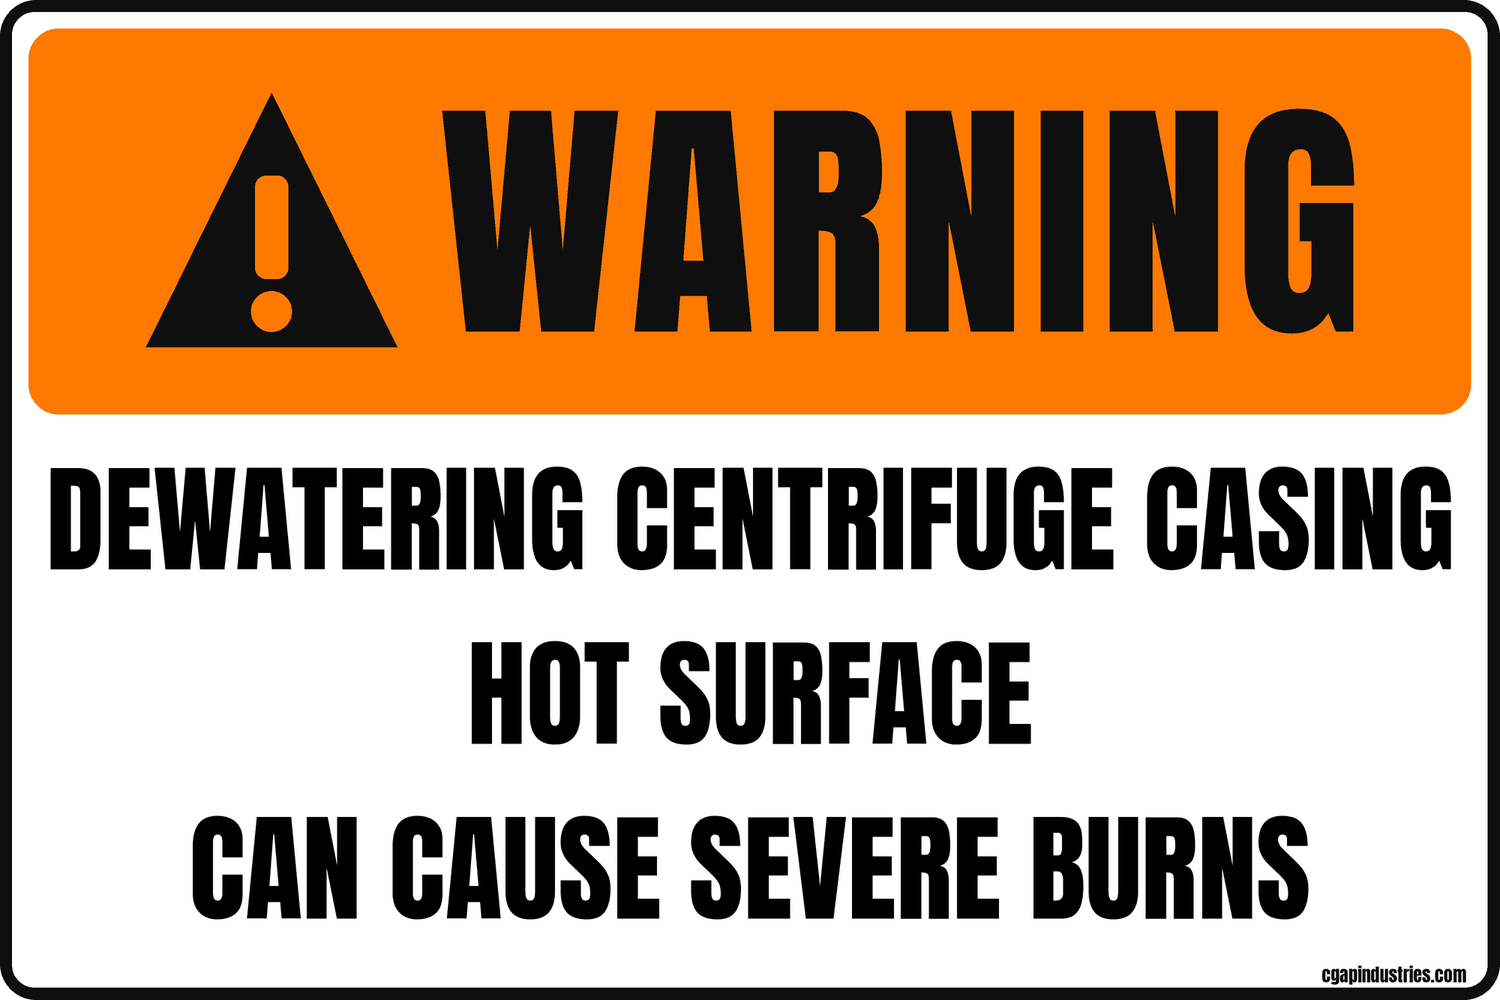 WARNING
DEWATERING CENTRIFUGE CASING
HOT SURFACE
CAN CAUSE SEVERE BURNS
cgapindustries.com